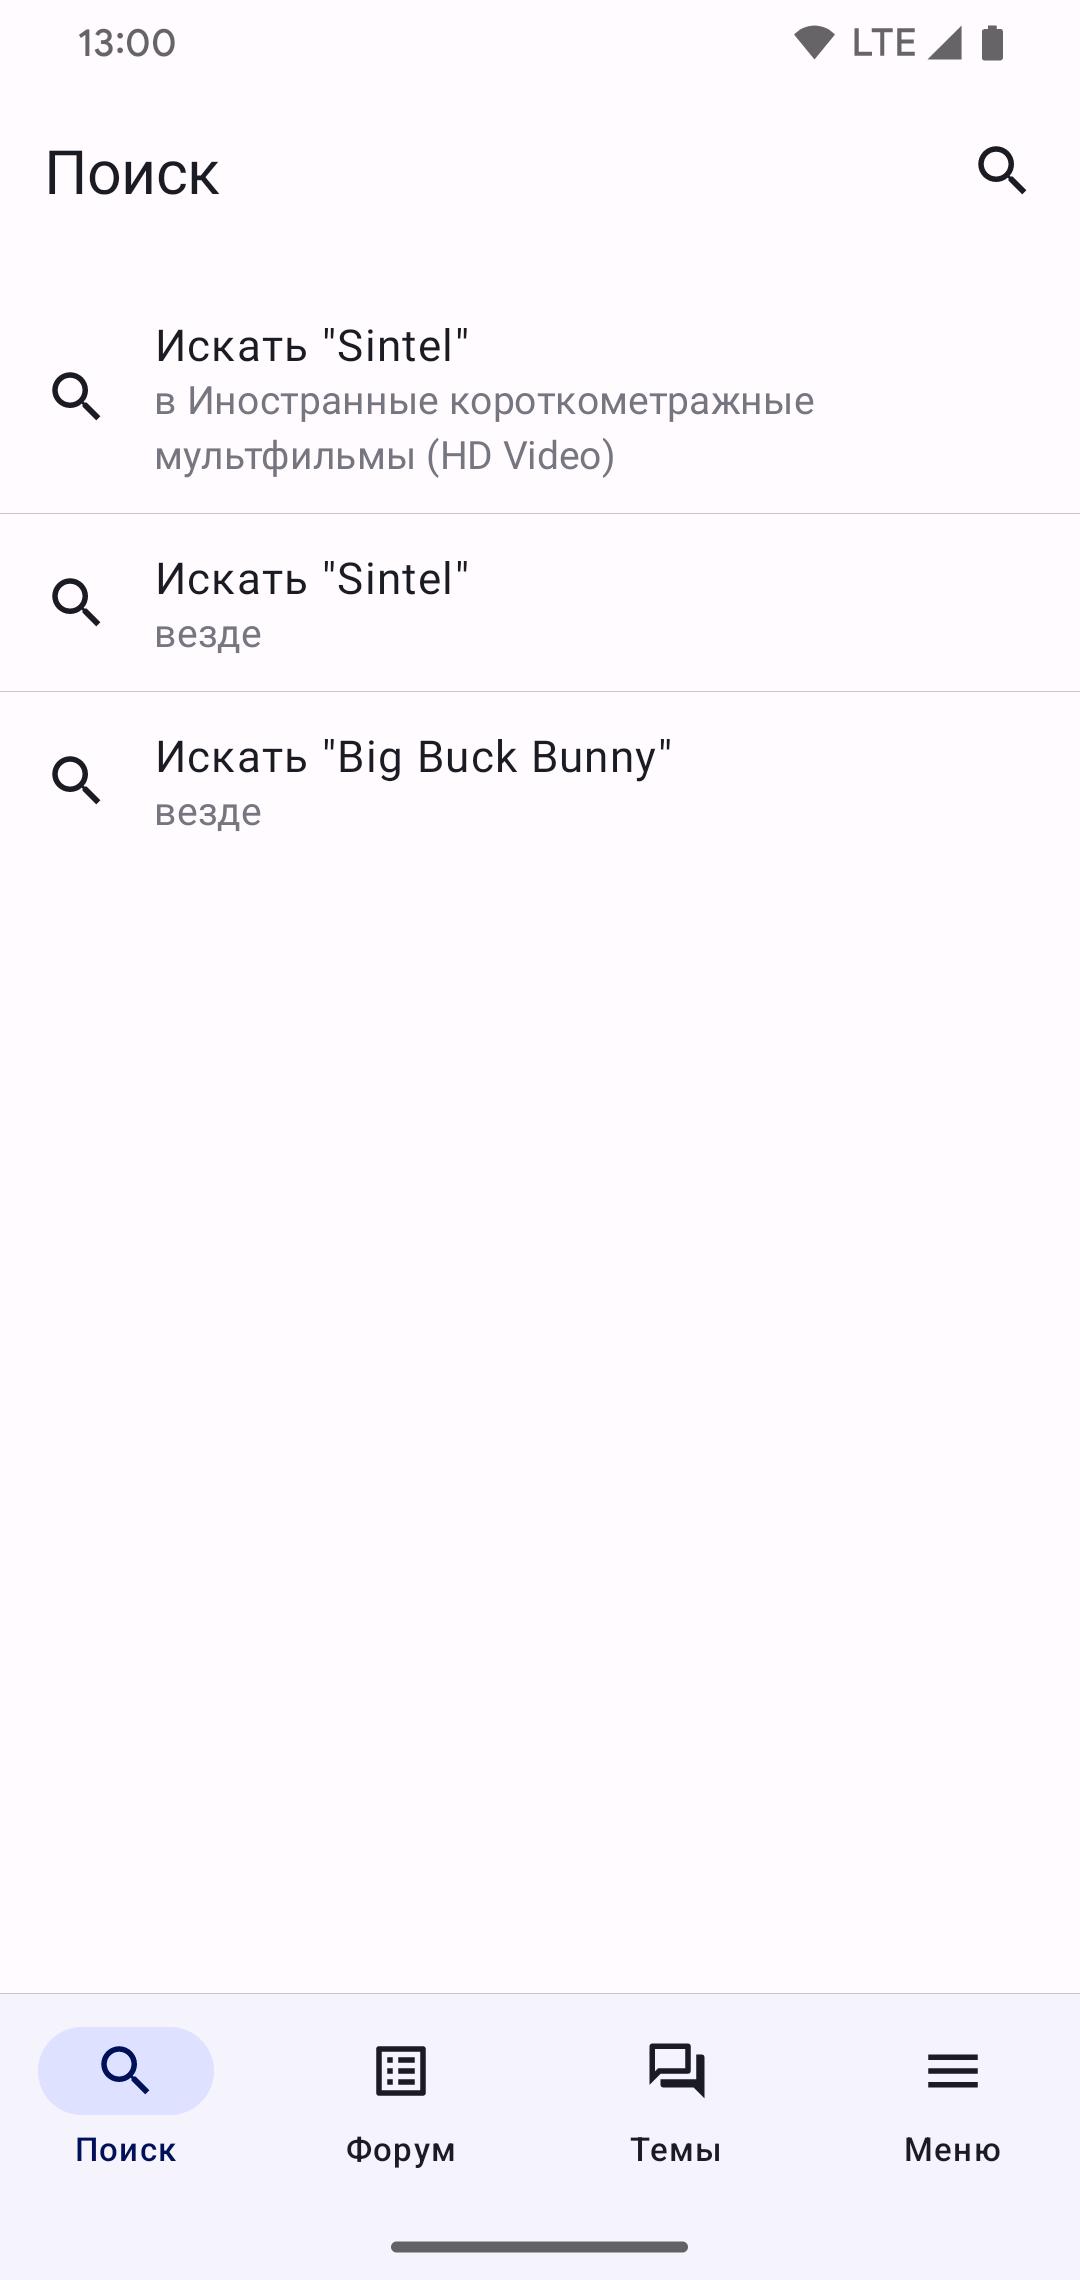 13:00 LTE
Поиск
Искать "Sintel"
в Иностранные короткометражные
мультфильмы (HD Video)
Искать "Sintel"
везде
Искать "Big Buck Bunny"
везде
Поиск Форум Темы Меню